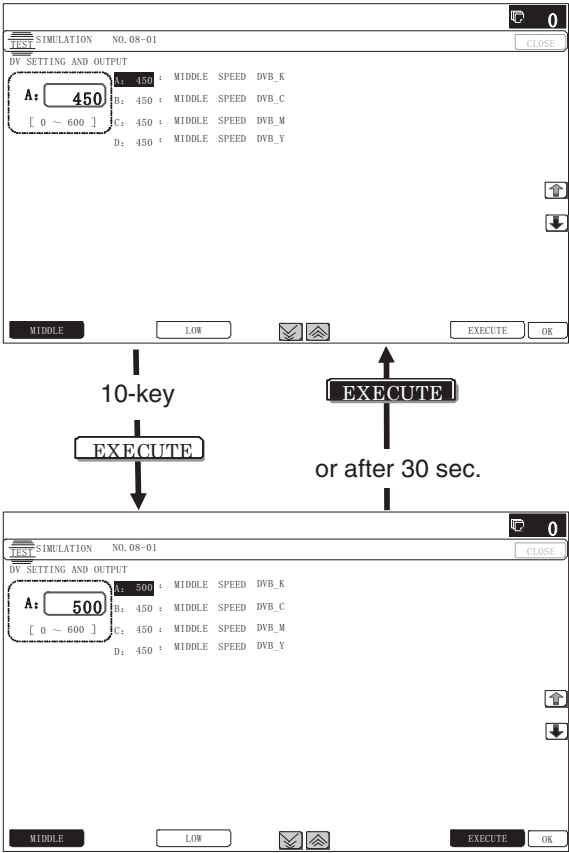 0
TEST SIMULATION NO.08-01 CLOSE
DV SETTING AND OUTPUT
A: 450
[ 0 ~ 600 ]
A: 450 : MIDDLE SPEED DVB_K
B: 450 : MIDDLE SPEED DVB_C
C: 450 : MIDDLE SPEED DVB_M
D: 450 : MIDDLE SPEED DVB_Y
MIDDLE LOW EXECUTE OK
10-key
EXECUTE
EXECUTE
or after 30 sec.
0
TEST SIMULATION NO.08-01 CLOSE
DV SETTING AND OUTPUT
A: 500
[ 0 ~ 600 ]
A: 500 : MIDDLE SPEED DVB_K
B: 450 : MIDDLE SPEED DVB_C
C: 450 : MIDDLE SPEED DVB_M
D: 450 : MIDDLE SPEED DVB_Y
MIDDLE LOW EXECUTE OK